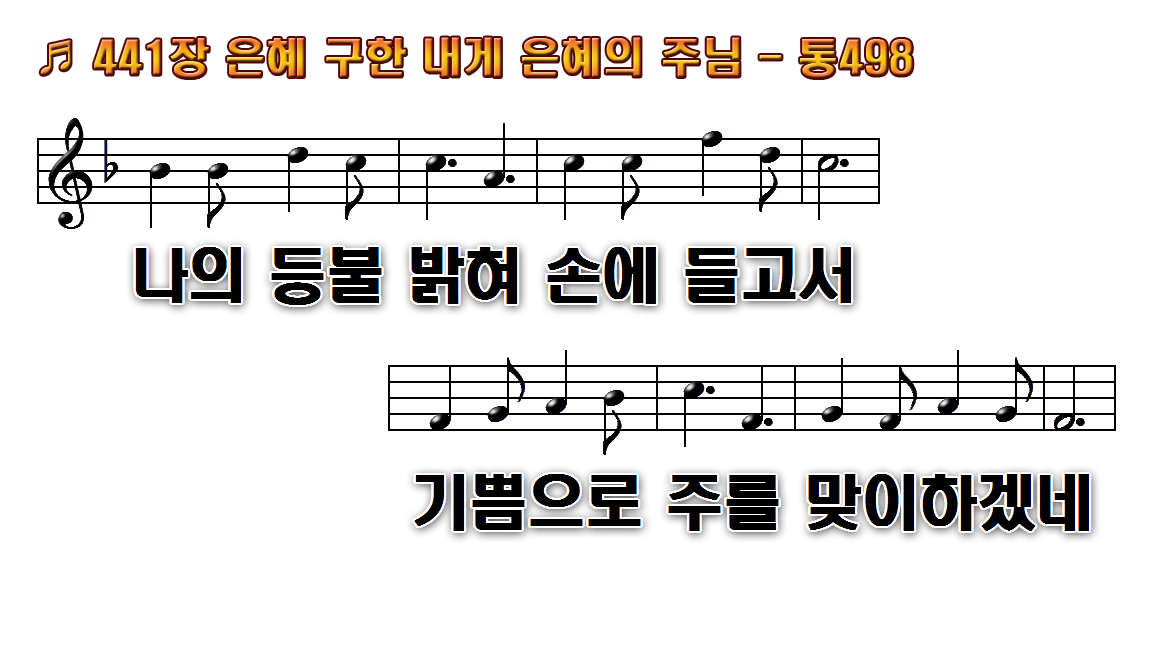 ♬ 441장 은혜 구한 내게 은혜의 주님 - 통498
나의 등불 밝혀 손에 들고서
기쁨으로 주를 맞이하겠네